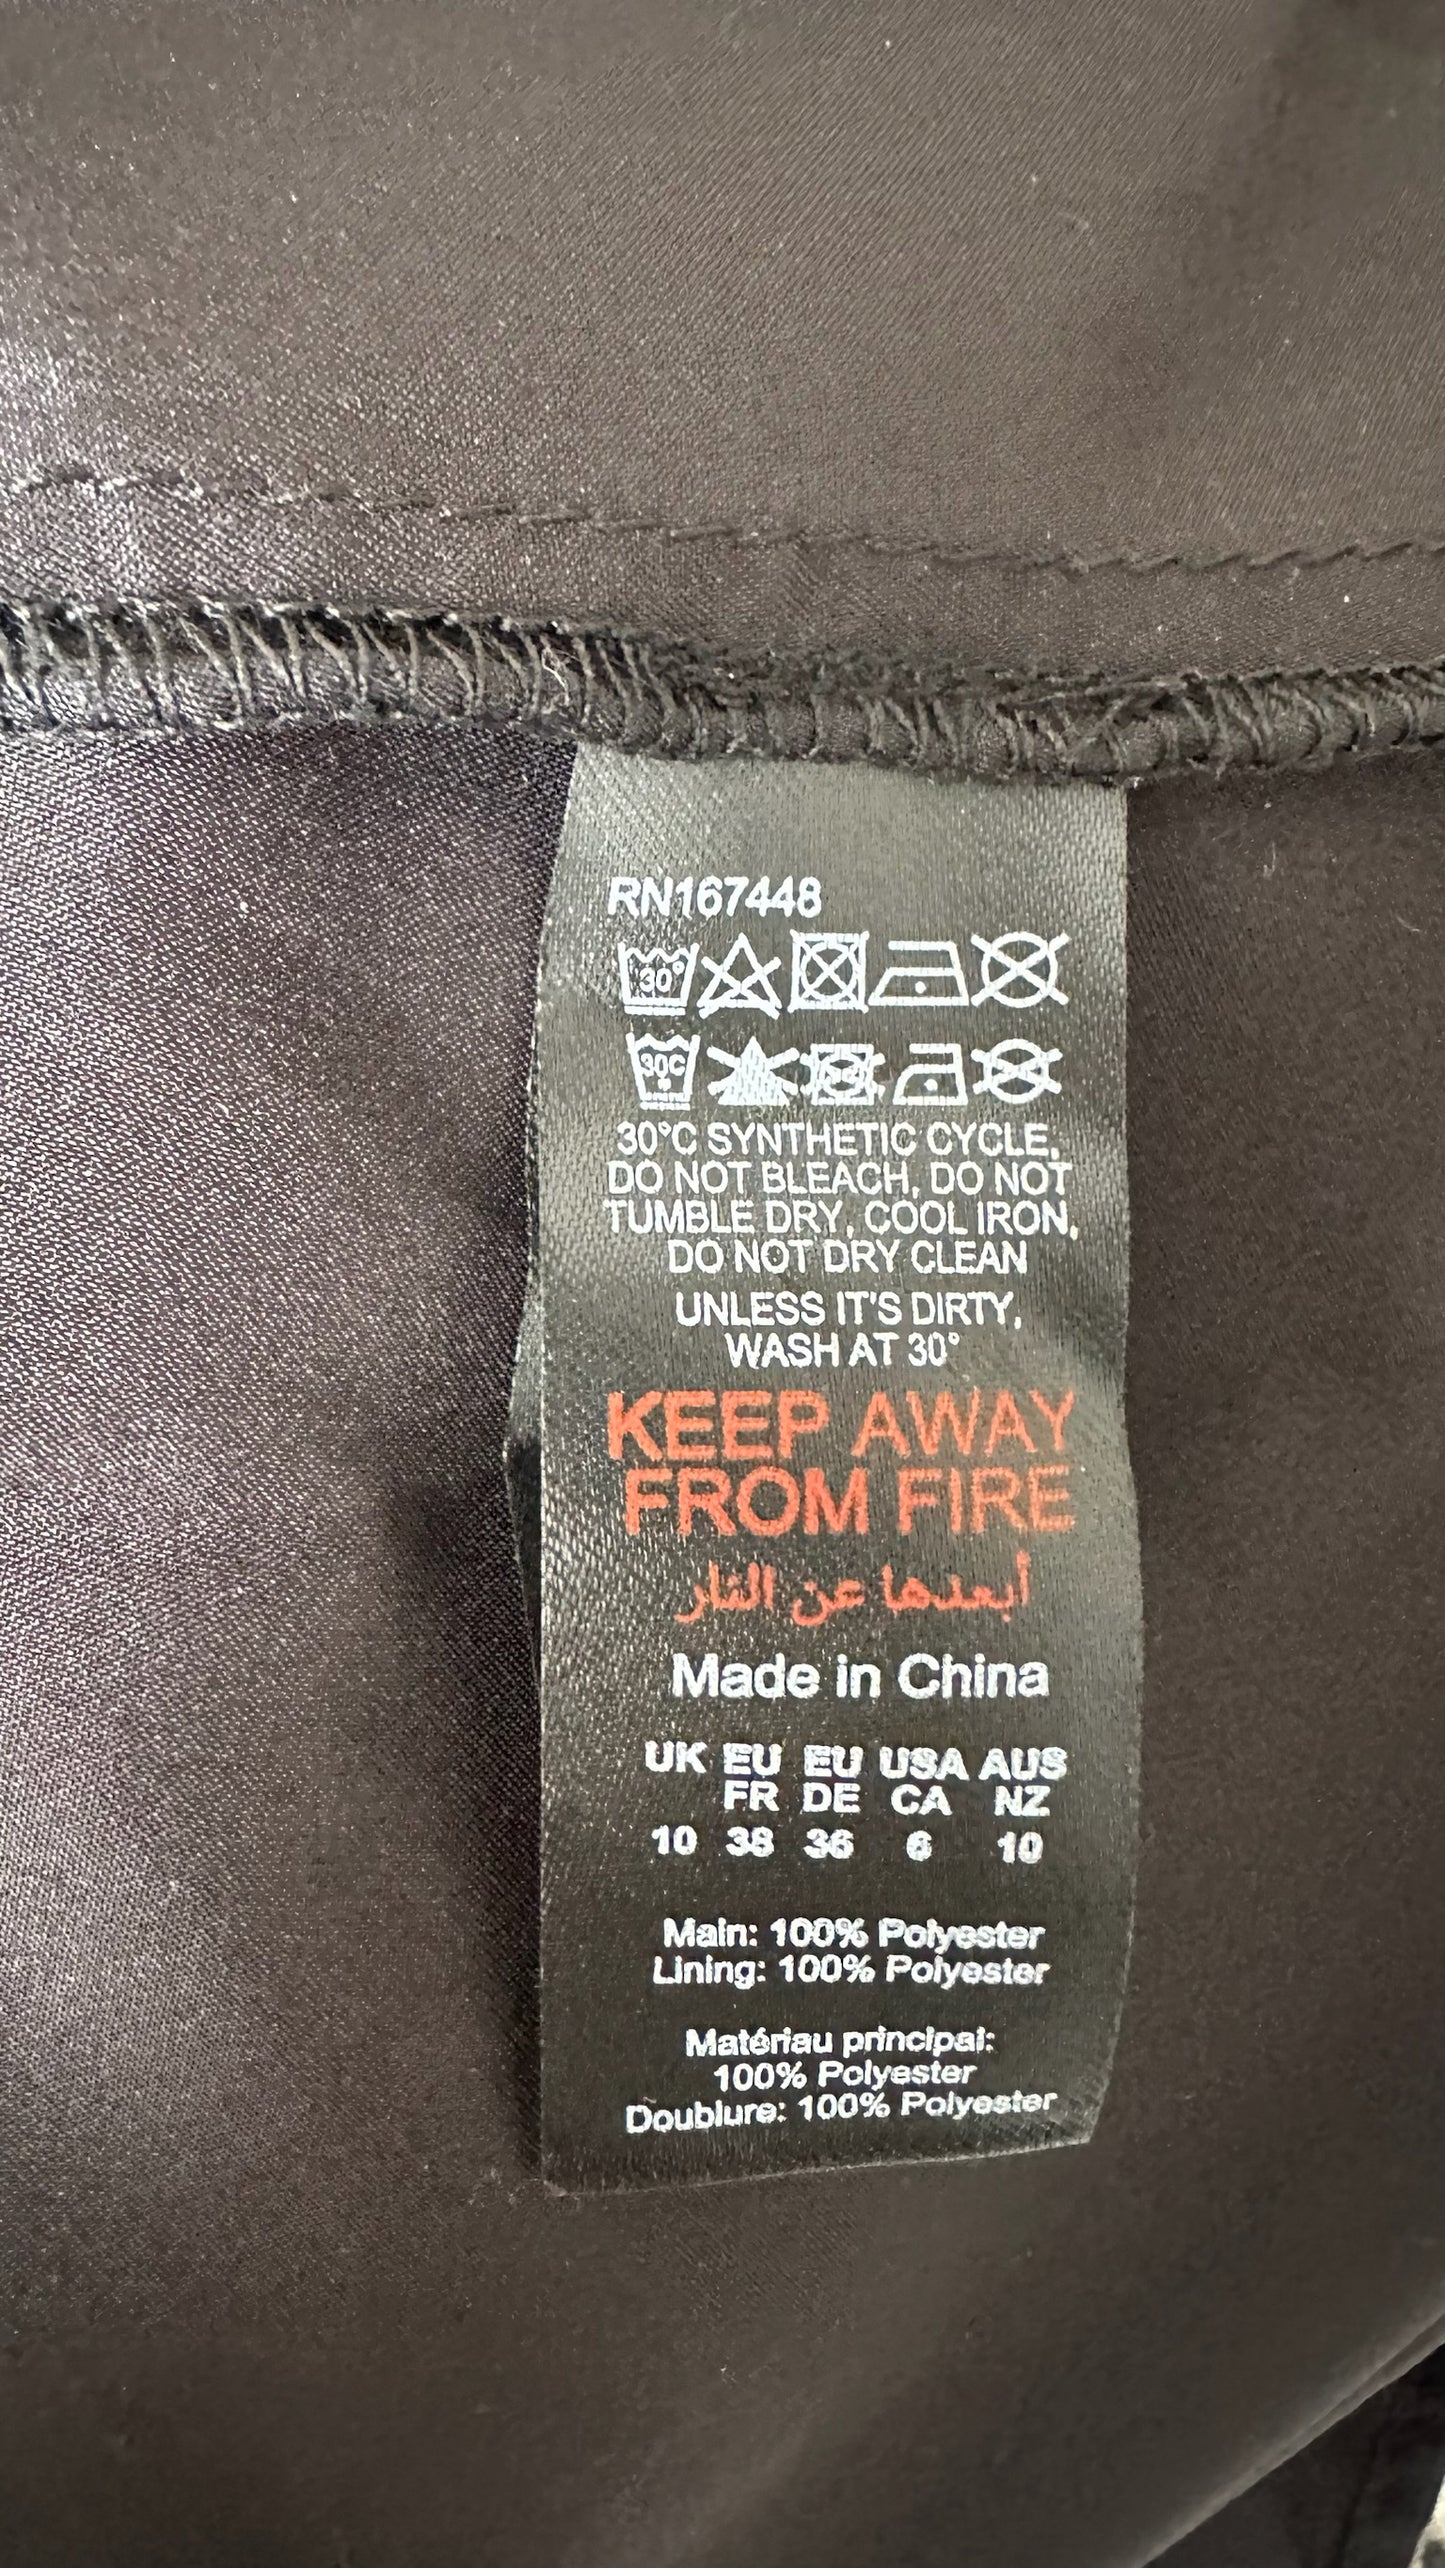 RN167448
30°
30C
30°C SYNTHETIC CYCLE,
DO NOT BLEACH, DO NOT
TUMBLE DRY, COOL IRON,
DO NOT DRY CLEAN
UNLESS IT'S DIRTY,
WASH AT 30°
KEEP AWAY
FROM FIRE
أبعدها عن النار
Made in China
UK EU EU USA AUS
FR DE CA NZ
10 38 36 6 10
Main: 100% Polyester
Lining: 100% Polyester
Matériau principal:
100% Polyester
Doublure: 100% Polyester